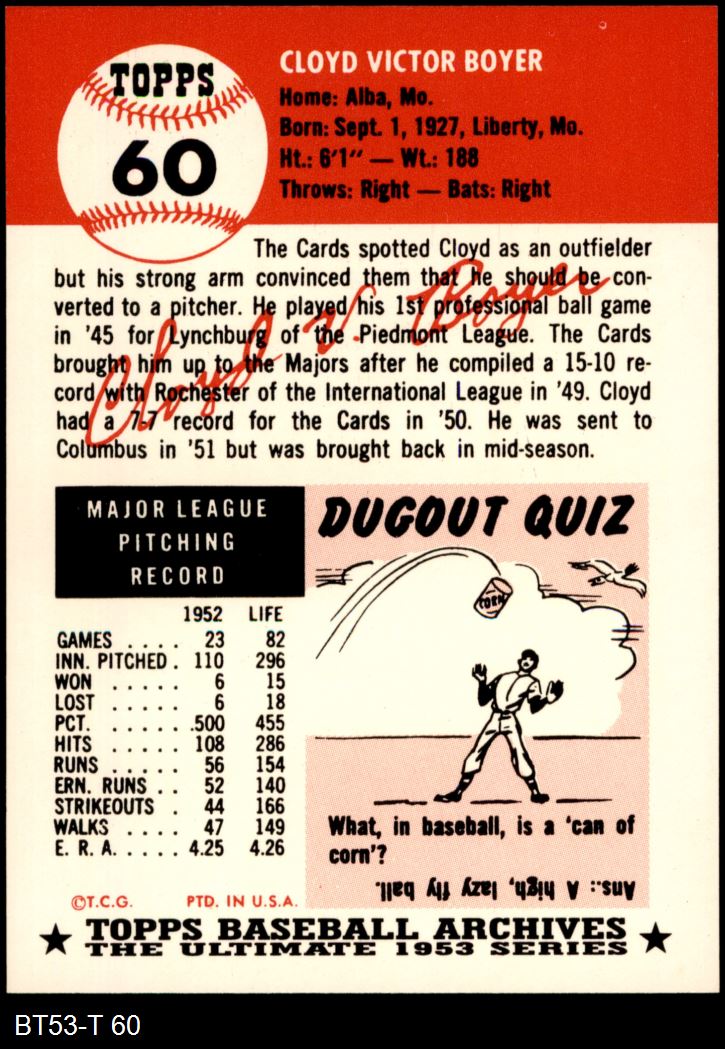 TOPPS
60
CLOYD VICTOR BOYER
Home: Alba, Mo.
Born: Sept. 1, 1927, Liberty, Mo.
Ht.: 6'1" — Wt.: 188
Throws: Right — Bats: Right
The Cards spotted Cloyd as an outfielder
but his strong arm convinced them that he should be con-
verted to a pitcher. He played his 1st professional ball game
in '45 for Lynchburg of the Piedmont League. The Cards
brought him up to the Majors after he compiled a 15-10 re-
cord with Rochester of the International League in '49. Cloyd
had a 7-7 record for the Cards in '50. He was sent to
Columbus in '51 but was brought back in mid-season.
Cloyd V. Boyer
MAJOR LEAGUE
PITCHING
RECORD
1952 LIFE
GAMES .... 23 82
INN. PITCHED . 110 296
WON ..... 6 15
LOST ..... 6 18
PCT. ...... .500 455
HITS ..... 108 286
RUNS ..... 56 154
ERN. RUNS .. 52 140
STRIKEOUTS . 44 166
WALKS .... 47 149
E. R. A. .... 4.25 4.26
DUGOUT QUIZ
CORN
What, in baseball, is a 'can of
corn'?
Ans.: A high, lazy fly ball.
©T.C.G. PTD. IN U.S.A.
★ TOPPS BASEBALL ARCHIVES ★
THE ULTIMATE 1953 SERIES
BT53-T 60